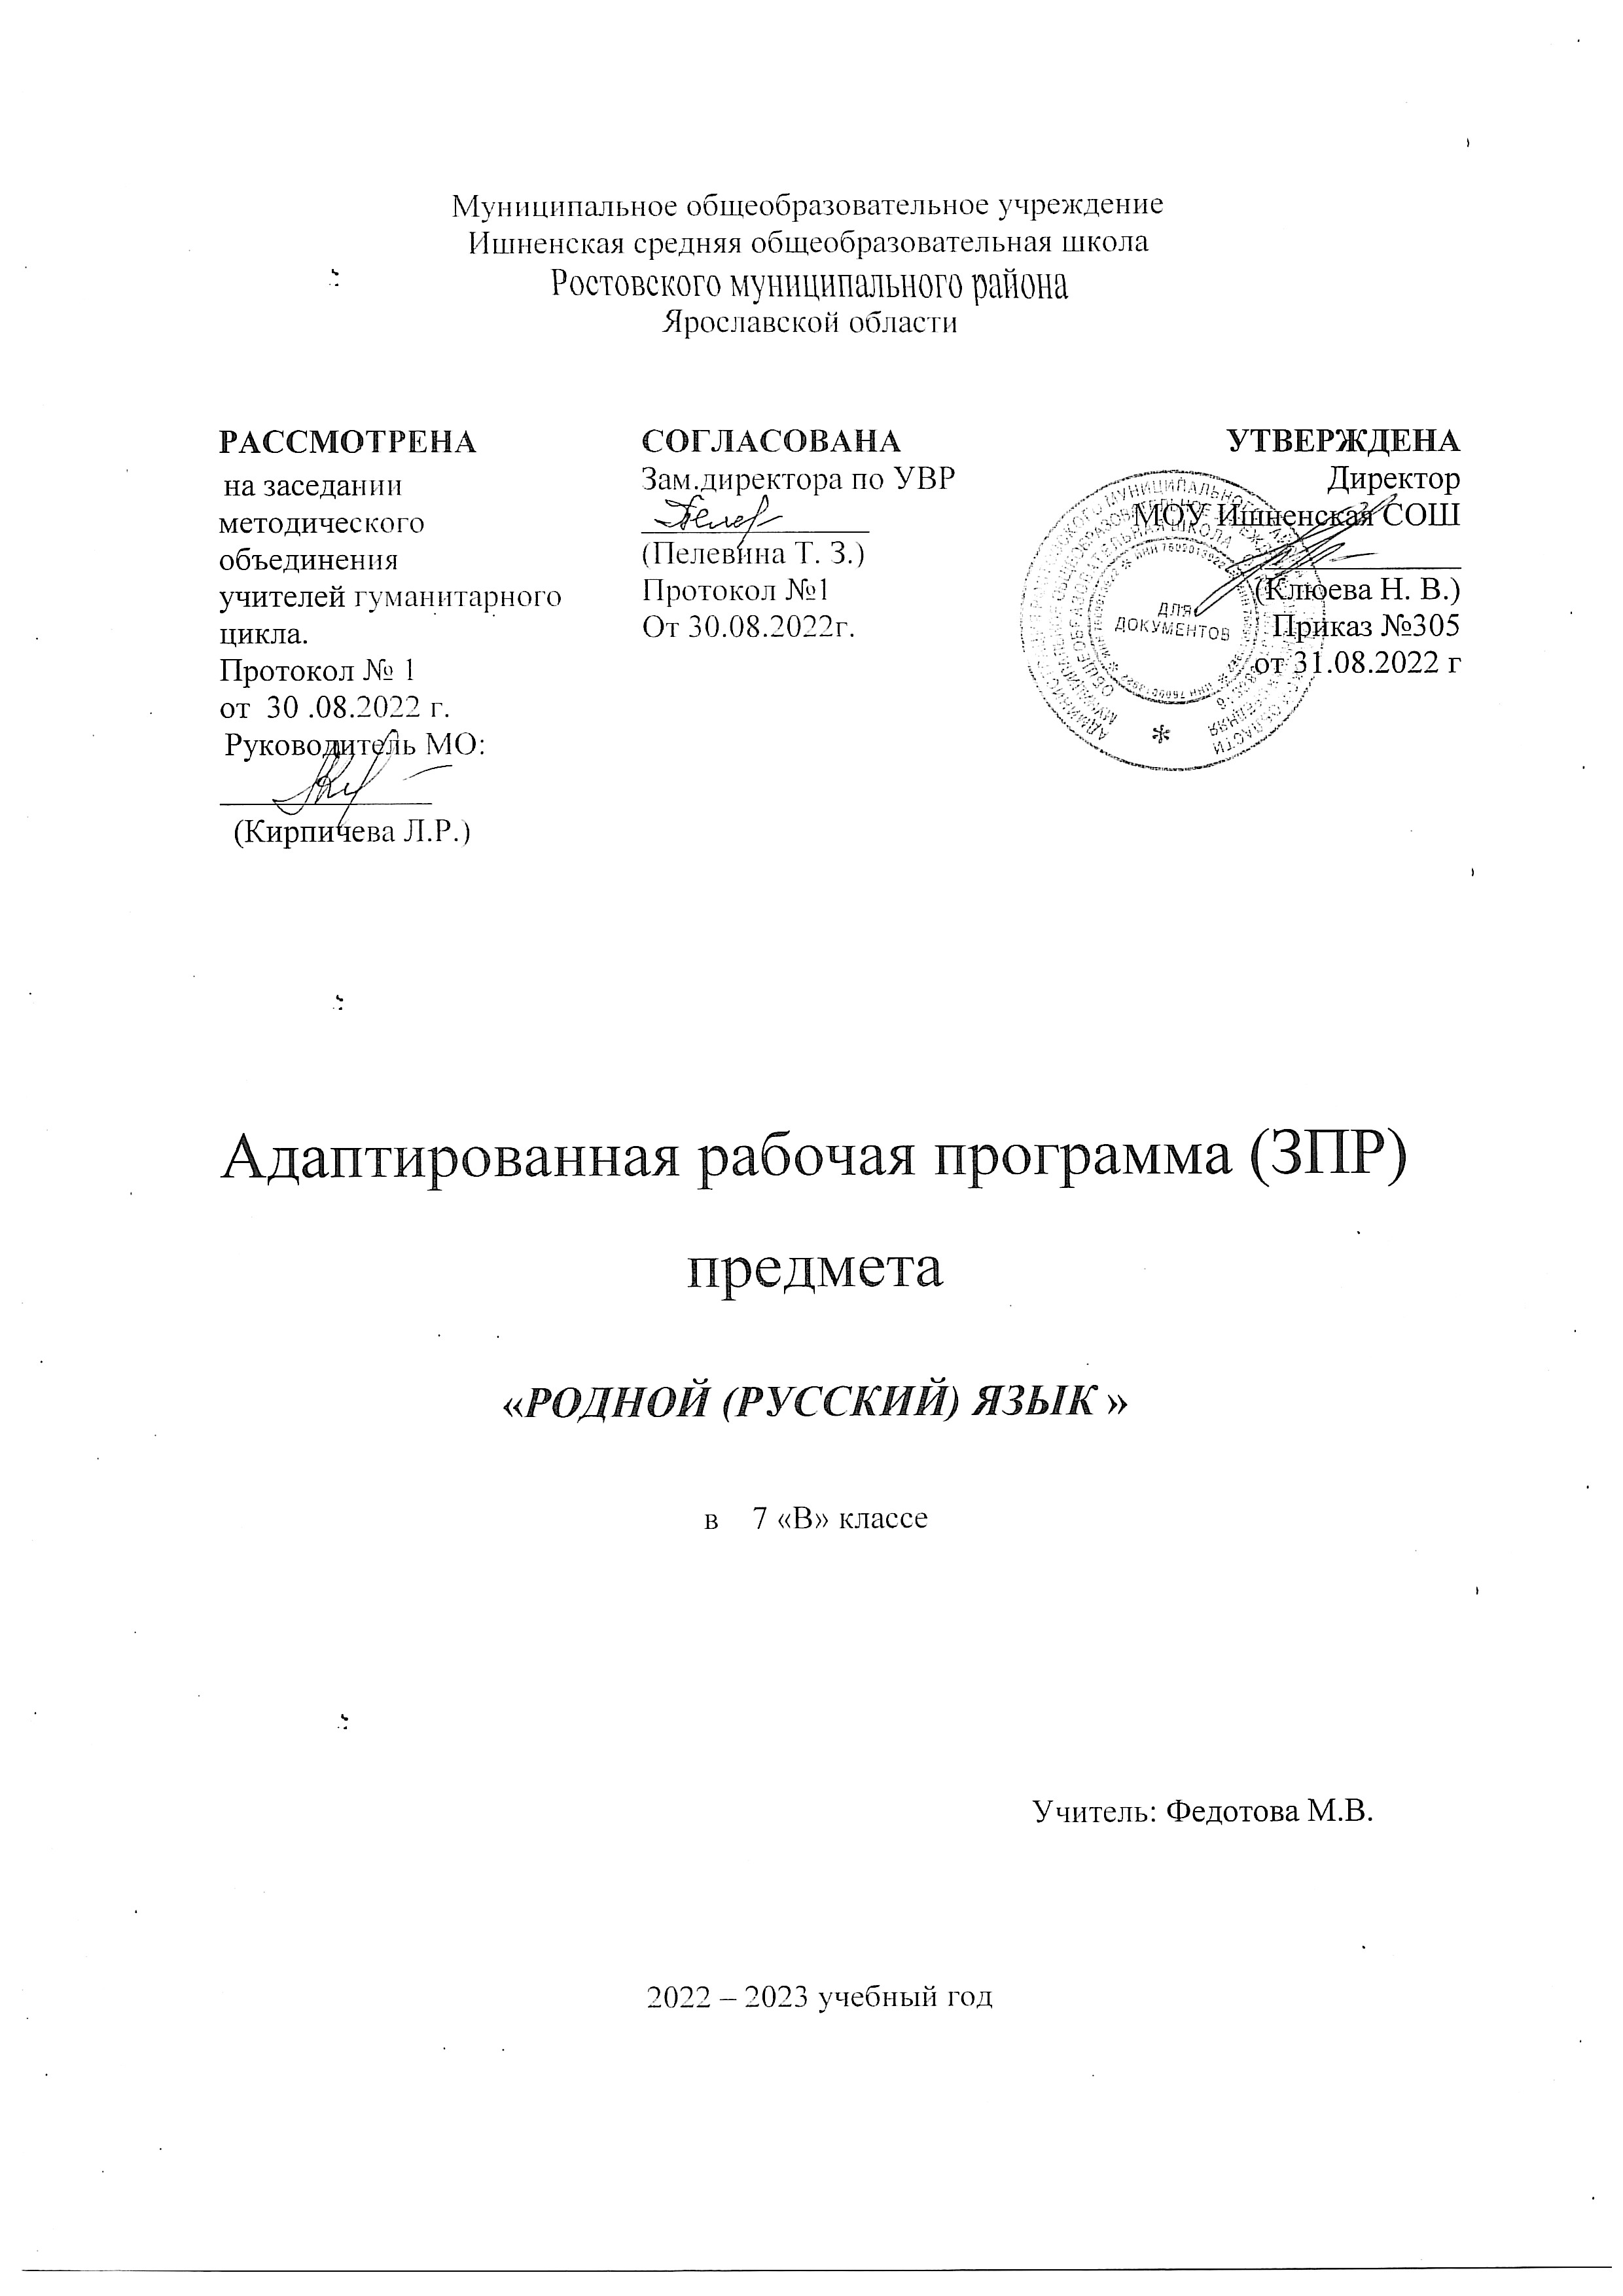 Муниципальное общеобразовательное учреждение
Ишненская средняя общеобразовательная школа
Ростовского муниципального района
Ярославской области
РАССМОТРЕНА
на заседании
методического
объединения
учителей гуманитарного
цикла.
Протокол № 1
от 30 .08.2022 г.
Руководитель МО:
(Кирпичева Л.Р.)
СОГЛАСОВАНА
Зам.директора по УВР
(Пелевина Т. З.)
Протокол №1
От 30.08.2022г.
УТВЕРЖДЕНА
Директор
МОУ Ишненская СОШ
(Клюева Н. В.)
Приказ №305
от 31.08.2022 г
ДЛЯ
ДОКУМЕНТОВ
Адаптированная рабочая программа (ЗПР)
предмета
«РОДНОЙ (РУССКИЙ) ЯЗЫК »
в 7 «В» классе
Учитель: Федотова М.В.
2022 – 2023 учебный год